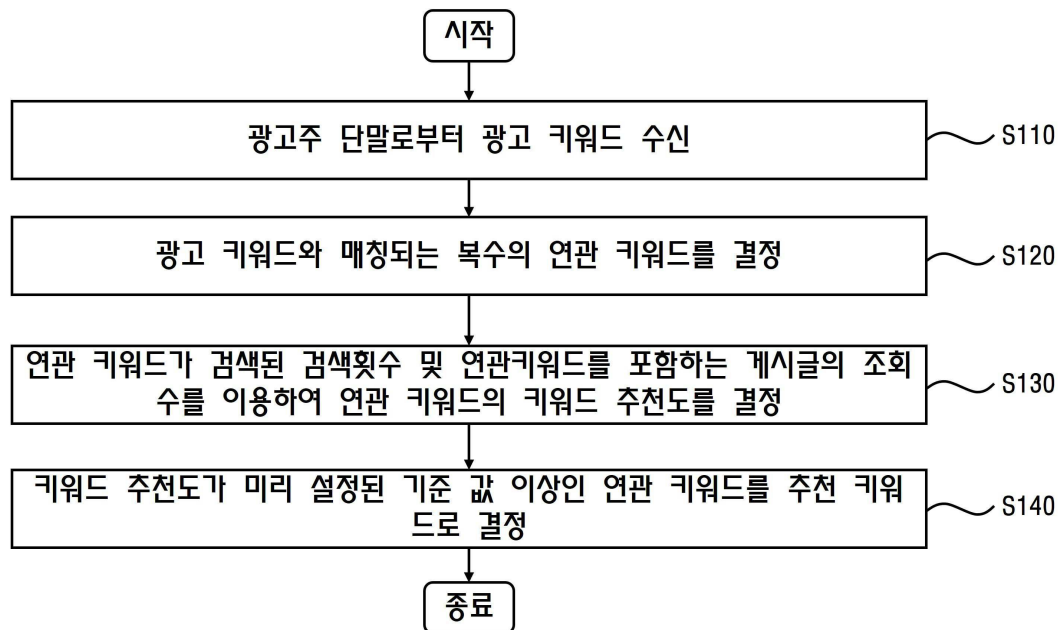 시작
광고주 단말로부터 광고 키워드 수신
S110
광고 키워드와 매칭되는 복수의 연관 키워드를 결정
S120
연관 키워드가 검색된 검색횟수 및 연관키워드를 포함하는 게시글의 조회
수를 이용하여 연관 키워드의 키워드 추천도를 결정
S130
키워드 추천도가 미리 설정된 기준 값 이상인 연관 키워드를 추천 키워
드로 결정
S140
종료